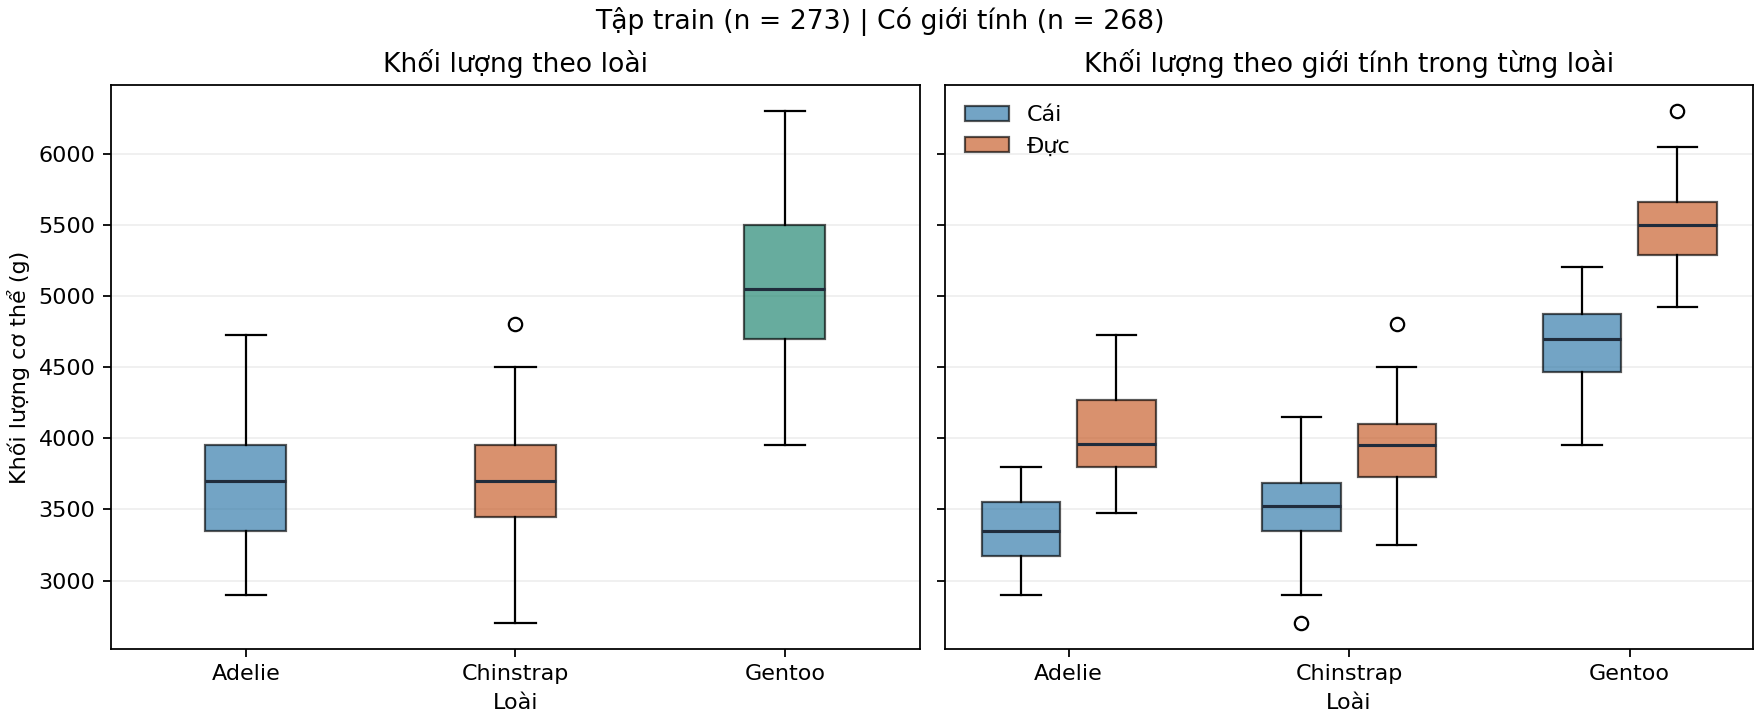 Tập train (n = 273) | Có giới tính (n = 268)
Khối lượng theo loài
Khối lượng cơ thể (g)
6000
5500
5000
4500
4000
3500
3000
Adelie
Chinstrap
Gentoo
Loài
Khối lượng theo giới tính trong từng loài
Cái
Đực
Adelie
Chinstrap
Gentoo
Loài